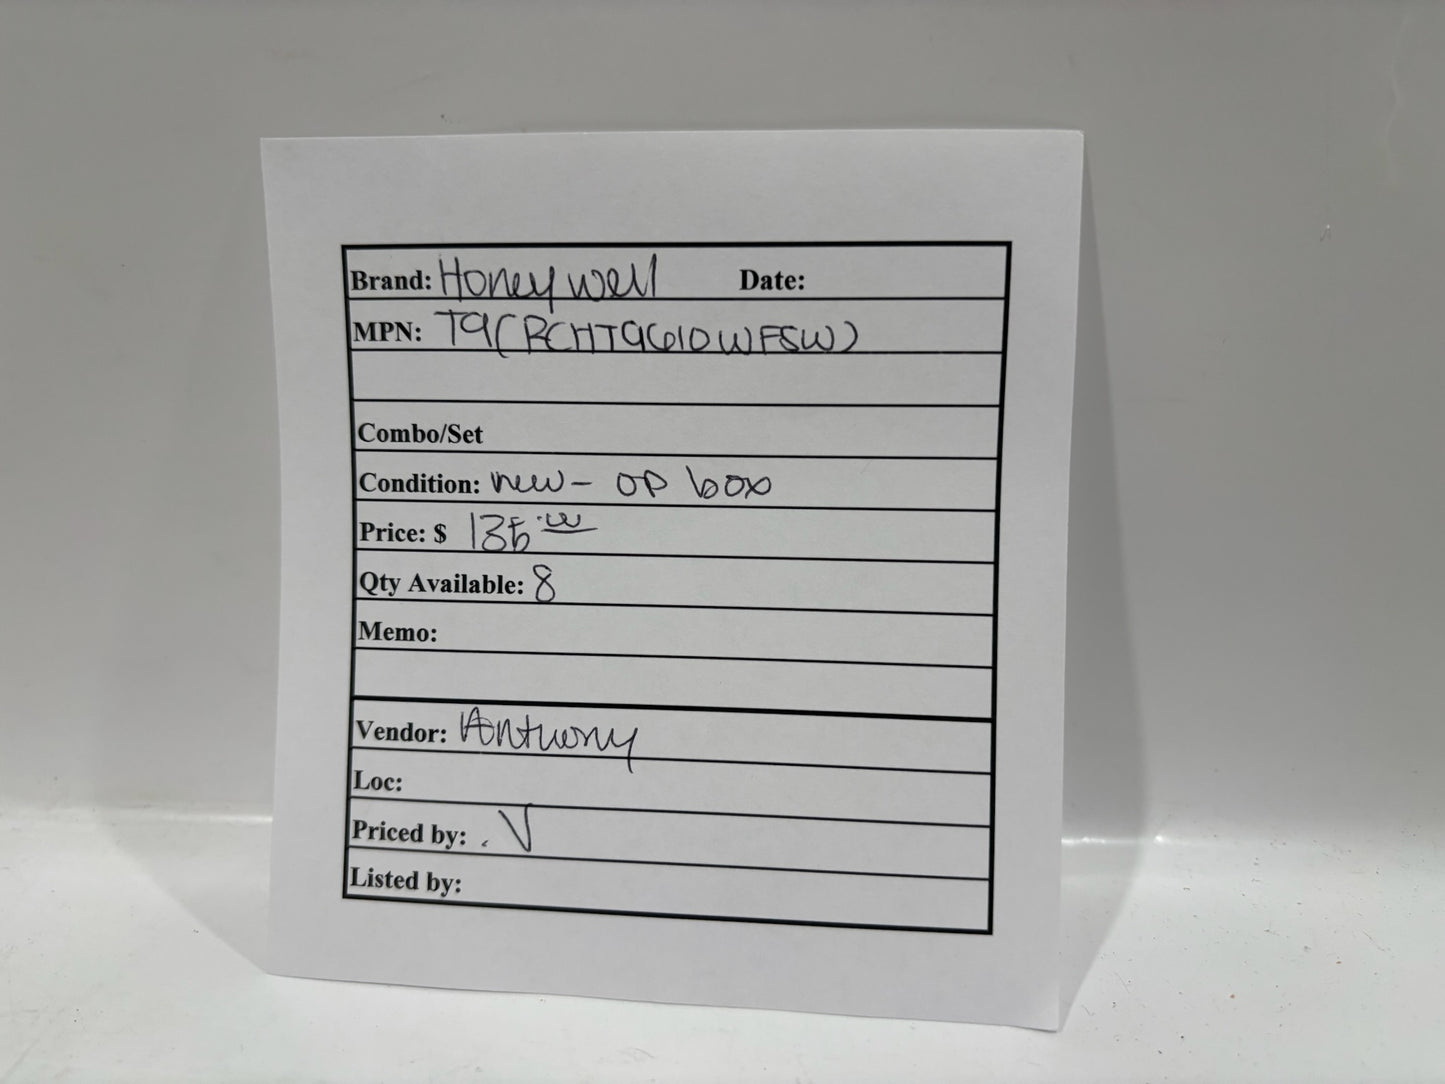 Brand: Honeywell Date:
MPN: T9(RCHT9610WFSW)
Combo/Set
Condition: new - op box
Price: $ 135.00
Qty Available: 8
Memo:
Vendor: Anthony
Loc:
Priced by: . V
Listed by: